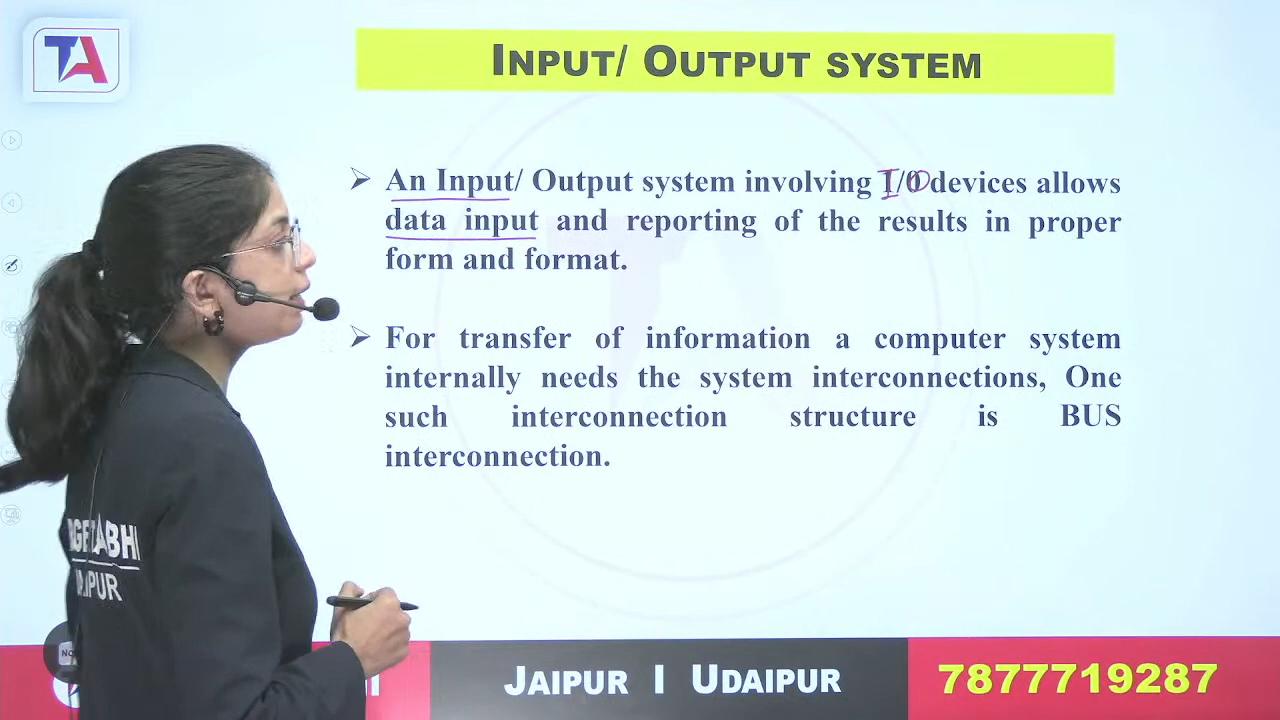 TA
INPUT/ OUTPUT SYSTEM
An Input/ Output system involving I/O devices allows
data input and reporting of the results in proper
form and format.
For transfer of information a computer system
internally needs the system interconnections, One
such interconnection structure is BUS
interconnection.
JAIPUR I UDAIPUR
7877719287